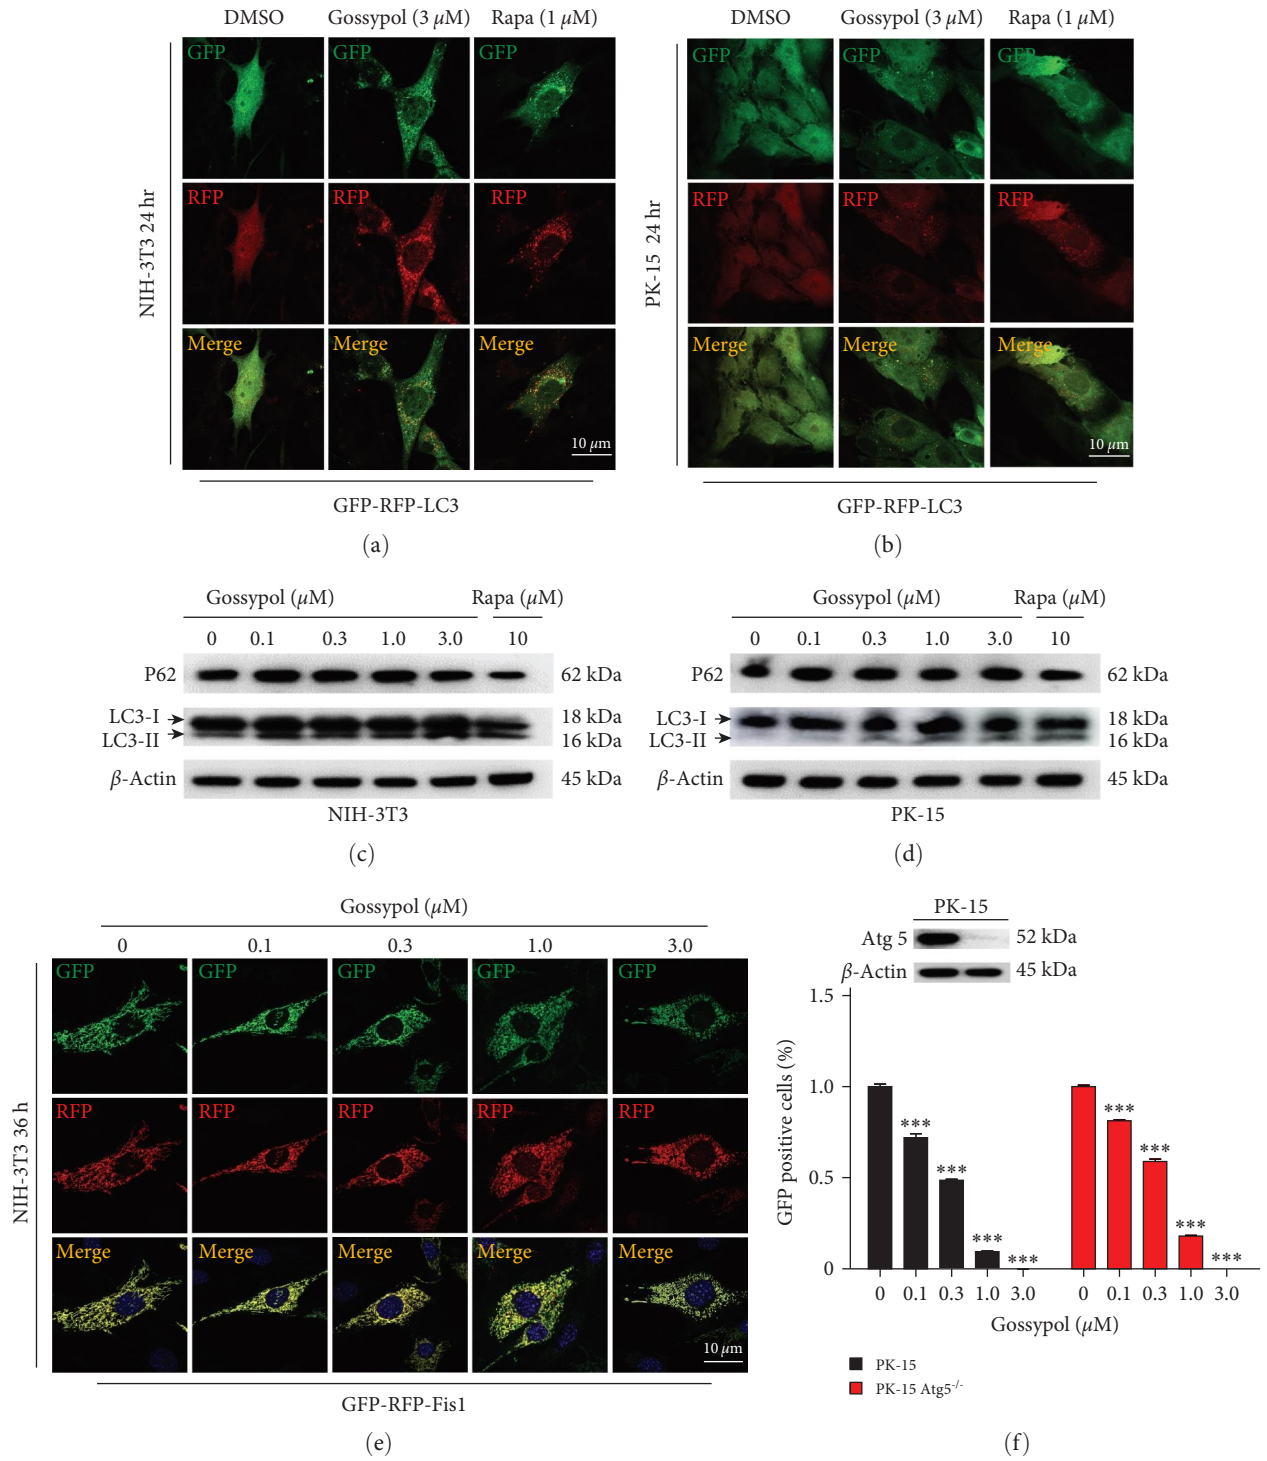 DMSO Gossypol (3 μM) Rapa (1 μM)
GFP GFP GFP
RFP RFP RFP
Merge Merge Merge
10 μm
NIH-3T3 24 hr
GFP-RFP-LC3
(a)
DMSO Gossypol (3 μM) Rapa (1 μM)
GFP GFP GFP
RFP RFP RFP
Merge Merge Merge
10 μm
PK-15 24 hr
GFP-RFP-LC3
(b)
Gossypol (μM) Rapa (μM)
0 0.1 0.3 1.0 3.0 10
P62 62 kDa
LC3-I 18 kDa
LC3-II 16 kDa
β-Actin 45 kDa
NIH-3T3
(c)
Gossypol (μM) Rapa (μM)
0 0.1 0.3 1.0 3.0 10
P62 62 kDa
LC3-I 18 kDa
LC3-II 16 kDa
β-Actin 45 kDa
PK-15
(d)
Gossypol (μM)
0 0.1 0.3 1.0 3.0
GFP GFP GFP GFP GFP
RFP RFP RFP RFP RFP
Merge Merge Merge Merge Merge
10 μm
NIH-3T3 36 h
GFP-RFP-Fis1
(e)
PK-15
Atg 5 52 kDa
β-Actin 45 kDa
1.5
1.0
0.5
0
GFP positive cells (%)
*** *** *** ***
*** *** *** ***
0 0.1 0.3 1.0 3.0 0 0.1 0.3 1.0 3.0
Gossypol (μM)
PK-15
PK-15 Atg5-/-
(f)